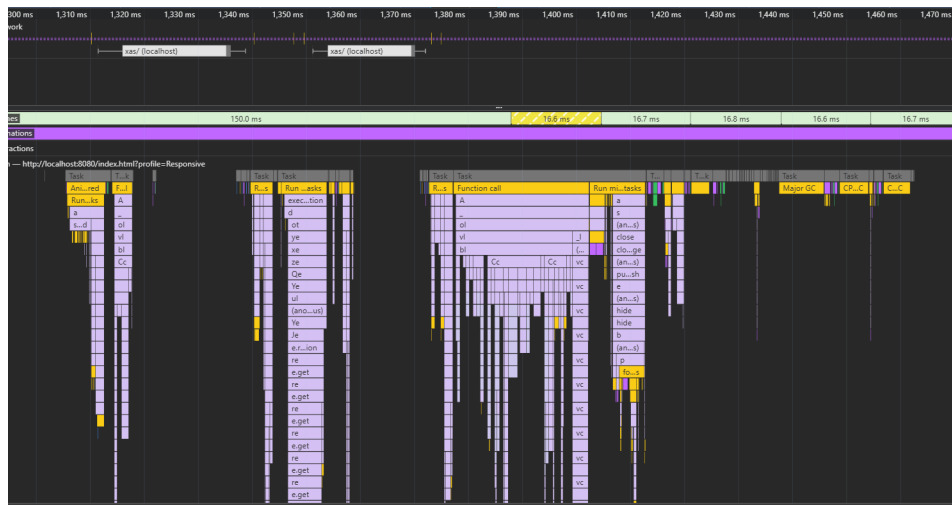 300 ms 1,310 ms 1,320 ms 1,330 ms 1,340 ms 1,350 ms 1,360 ms 1,370 ms 1,380 ms 1,390 ms 1,400 ms 1,410 ms 1,420 ms 1,430 ms 1,440 ms 1,450 ms 1,460 ms 1,470 ms
work
xas/ (localhost) xas/ (localhost)
...
nes 150.0 ms 16.6 ms 16.7 ms 16.8 ms 16.6 ms 16.7 ms
nations
ractions
n — http://localhost:8080/index.html?profile=Responsive
Task T...k Task Task Task Task Task T... T...k Task Task Task
Ani...red F...l R...s Run ...asks R...s Function call Run mi...tasks Major GC CP...C C...C
Run...ks A exec...tion A a
a _ d _ s
s...d ol ot ol (an...s)
vl ye vl _l close
bl xe bl (... clo...ge
Cc ze Cc Cc vc (an...s)
Qe pu...sh
Ye vc e
ul (an...s)
(ano...us) vc hide
Ye hide
Je vc b
e.r...ion (an...s)
re vc p
e.get fo...s
re vc
e.get
re vc
e.get
re vc
e.get
re vc
e.get
re vc
e.get